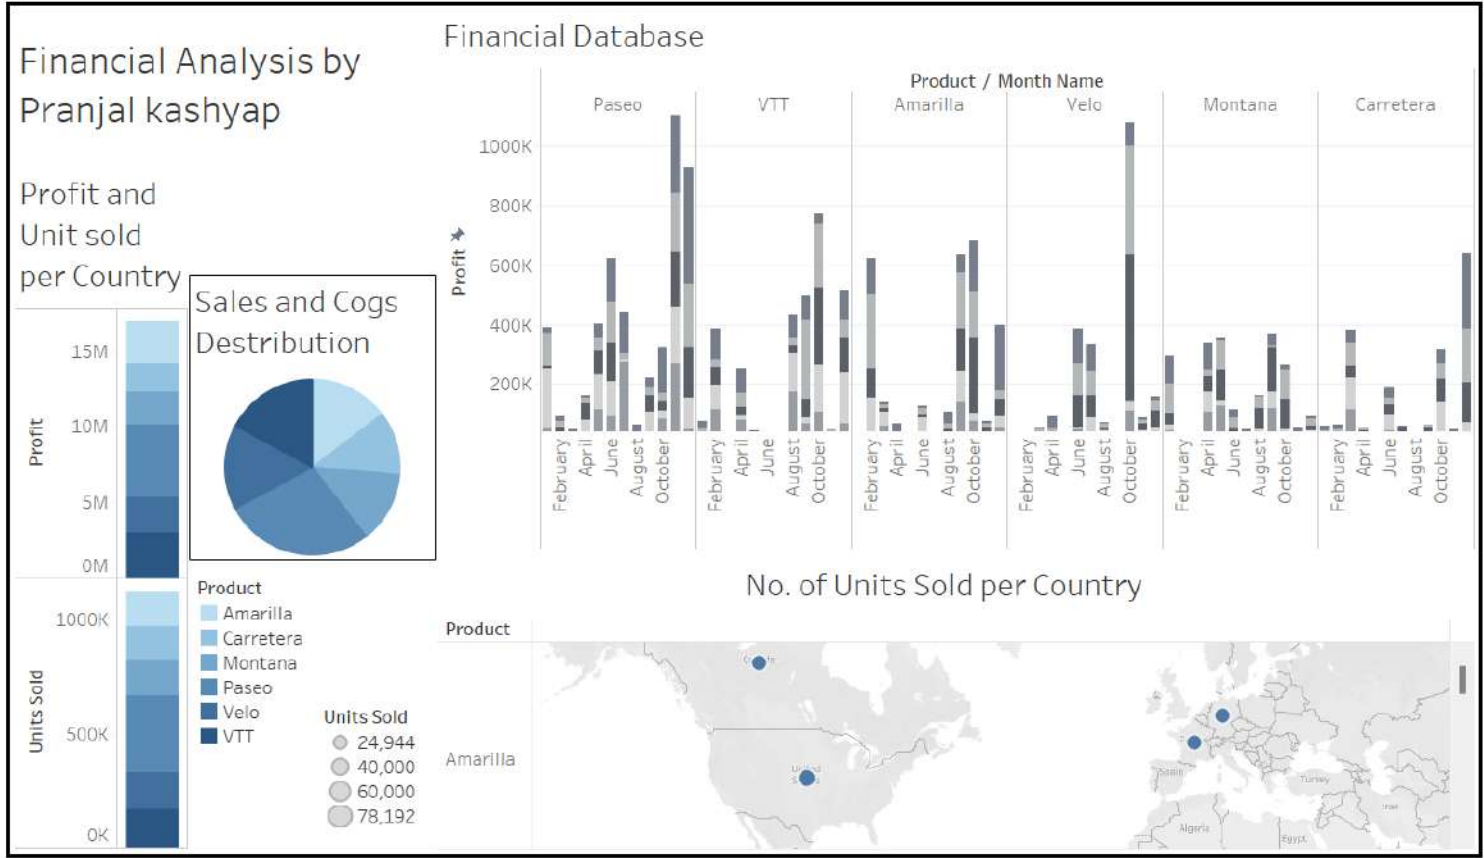 Financial Analysis by
Pranjal kashyap
Profit and
Unit sold
per Country
Profit
15M
10M
5M
0M
Units Sold
1000K
500K
0K
Sales and Cogs
Destribution
Product
Amarilla
Carretera
Montana
Paseo
Velo
VTT
Units Sold
24,944
40,000
60,000
78,192
Financial Database
Product / Month Name
Paseo VTT Amarilla Velo Montana Carretera
Profit
1000K
800K
600K
400K
200K
February April June August October February April June August October February April June August October February April June August October February April June August October February April June August October
No. of Units Sold per Country
Product
Amarilla
Spain
Turkey
Iran
Algeria
Egypt